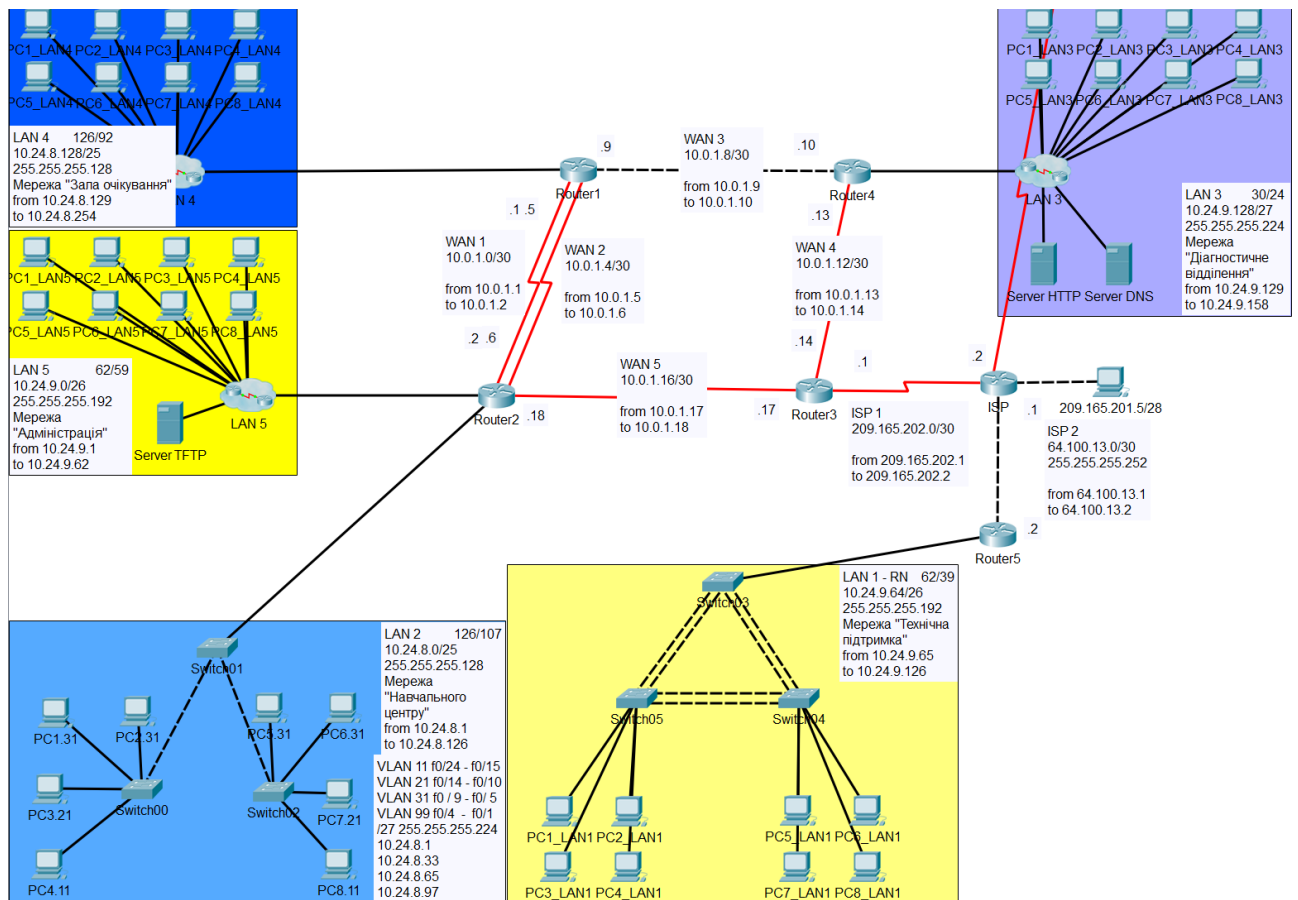 PC1_LAN4 PC2_LAN4 PC3_LAN4 PC4_LAN4
PC5_LAN4 PC6_LAN4 PC7_LAN4 PC8_LAN4
LAN 4 126/92
10.24.8.128/25
255.255.255.128
Мережа "Зала очікування"
from 10.24.8.129
to 10.24.8.254
N 4
PC1_LAN5 PC2_LAN5 PC3_LAN5 PC4_LAN5
PC5_LAN5 PC6_LAN5 PC7_LAN5 PC8_LAN5
LAN 5 62/59
10.24.9.0/26
255.255.255.192
Мережа
"Адміністрація"
from 10.24.9.1
to 10.24.9.62
LAN 5
Server TFTP
.9
Router1
.1 .5
WAN 3
10.0.1.8/30
from 10.0.1.9
to 10.0.1.10
.10
Router4
.13
WAN 1
10.0.1.0/30
from 10.0.1.1
to 10.0.1.2
WAN 2
10.0.1.4/30
from 10.0.1.5
to 10.0.1.6
WAN 4
10.0.1.12/30
from 10.0.1.13
to 10.0.1.14
.2 .6
Router2
.18
WAN 5
10.0.1.16/30
from 10.0.1.17
to 10.0.1.18
.14
.17
Router3
.1
ISP 1
209.165.202.0/30
from 209.165.202.1
to 209.165.202.2
.2
ISP
.1
209.165.201.5/28
ISP 2
64.100.13.0/30
255.255.255.252
from 64.100.13.1
to 64.100.13.2
.2
Router5
PC1_LAN3 PC2_LAN3 PC3_LAN3 PC4_LAN3
PC5_LAN3 PC6_LAN3 PC7_LAN3 PC8_LAN3
LAN 3
Server HTTP Server DNS
LAN 3 30/24
10.24.9.128/27
255.255.255.224
Мережа
"Діагностичне
відділення"
from 10.24.9.129
to 10.24.9.158
Switch01
PC1.31 PC2.31 PC5.31 PC6.31
PC3.21 Switch00 Switch02 PC7.21
PC4.11 PC8.11
LAN 2 126/107
10.24.8.0/25
255.255.255.128
Мережа
"Навчального
центру"
from 10.24.8.1
to 10.24.8.126
VLAN 11 f0/24 - f0/15
VLAN 21 f0/14 - f0/10
VLAN 31 f0 / 9 - f0/ 5
VLAN 99 f0/4 - f0/1
/27 255.255.255.224
10.24.8.1
10.24.8.33
10.24.8.65
10.24.8.97
Switch03
LAN 1 - RN 62/39
10.24.9.64/26
255.255.255.192
Мережа "Технічна
підтримка"
from 10.24.9.65
to 10.24.9.126
Switch05 Switch04
PC1_LAN1 PC2_LAN1 PC5_LAN1 PC6_LAN1
PC3_LAN1 PC4_LAN1 PC7_LAN1 PC8_LAN1